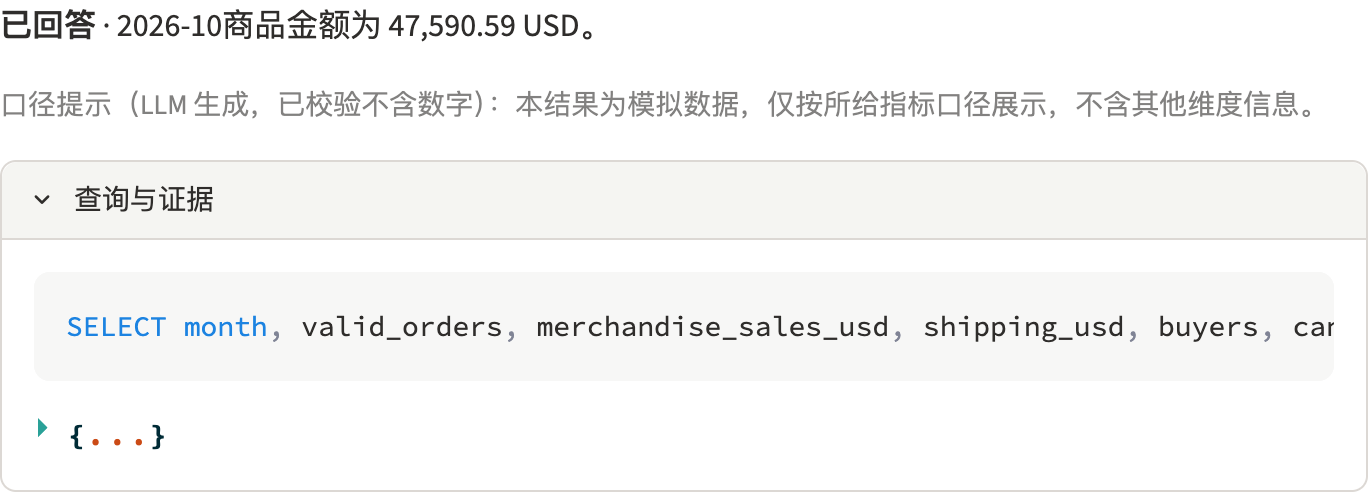 已回答 · 2026-10商品金额为 47,590.59 USD。
口径提示（LLM 生成，已校验不含数字）：本结果为模拟数据，仅按所给指标口径展示，不含其他维度信息。
查询与证据
SELECT month, valid_orders, merchandise_sales_usd, shipping_usd, buyers, car
{...}